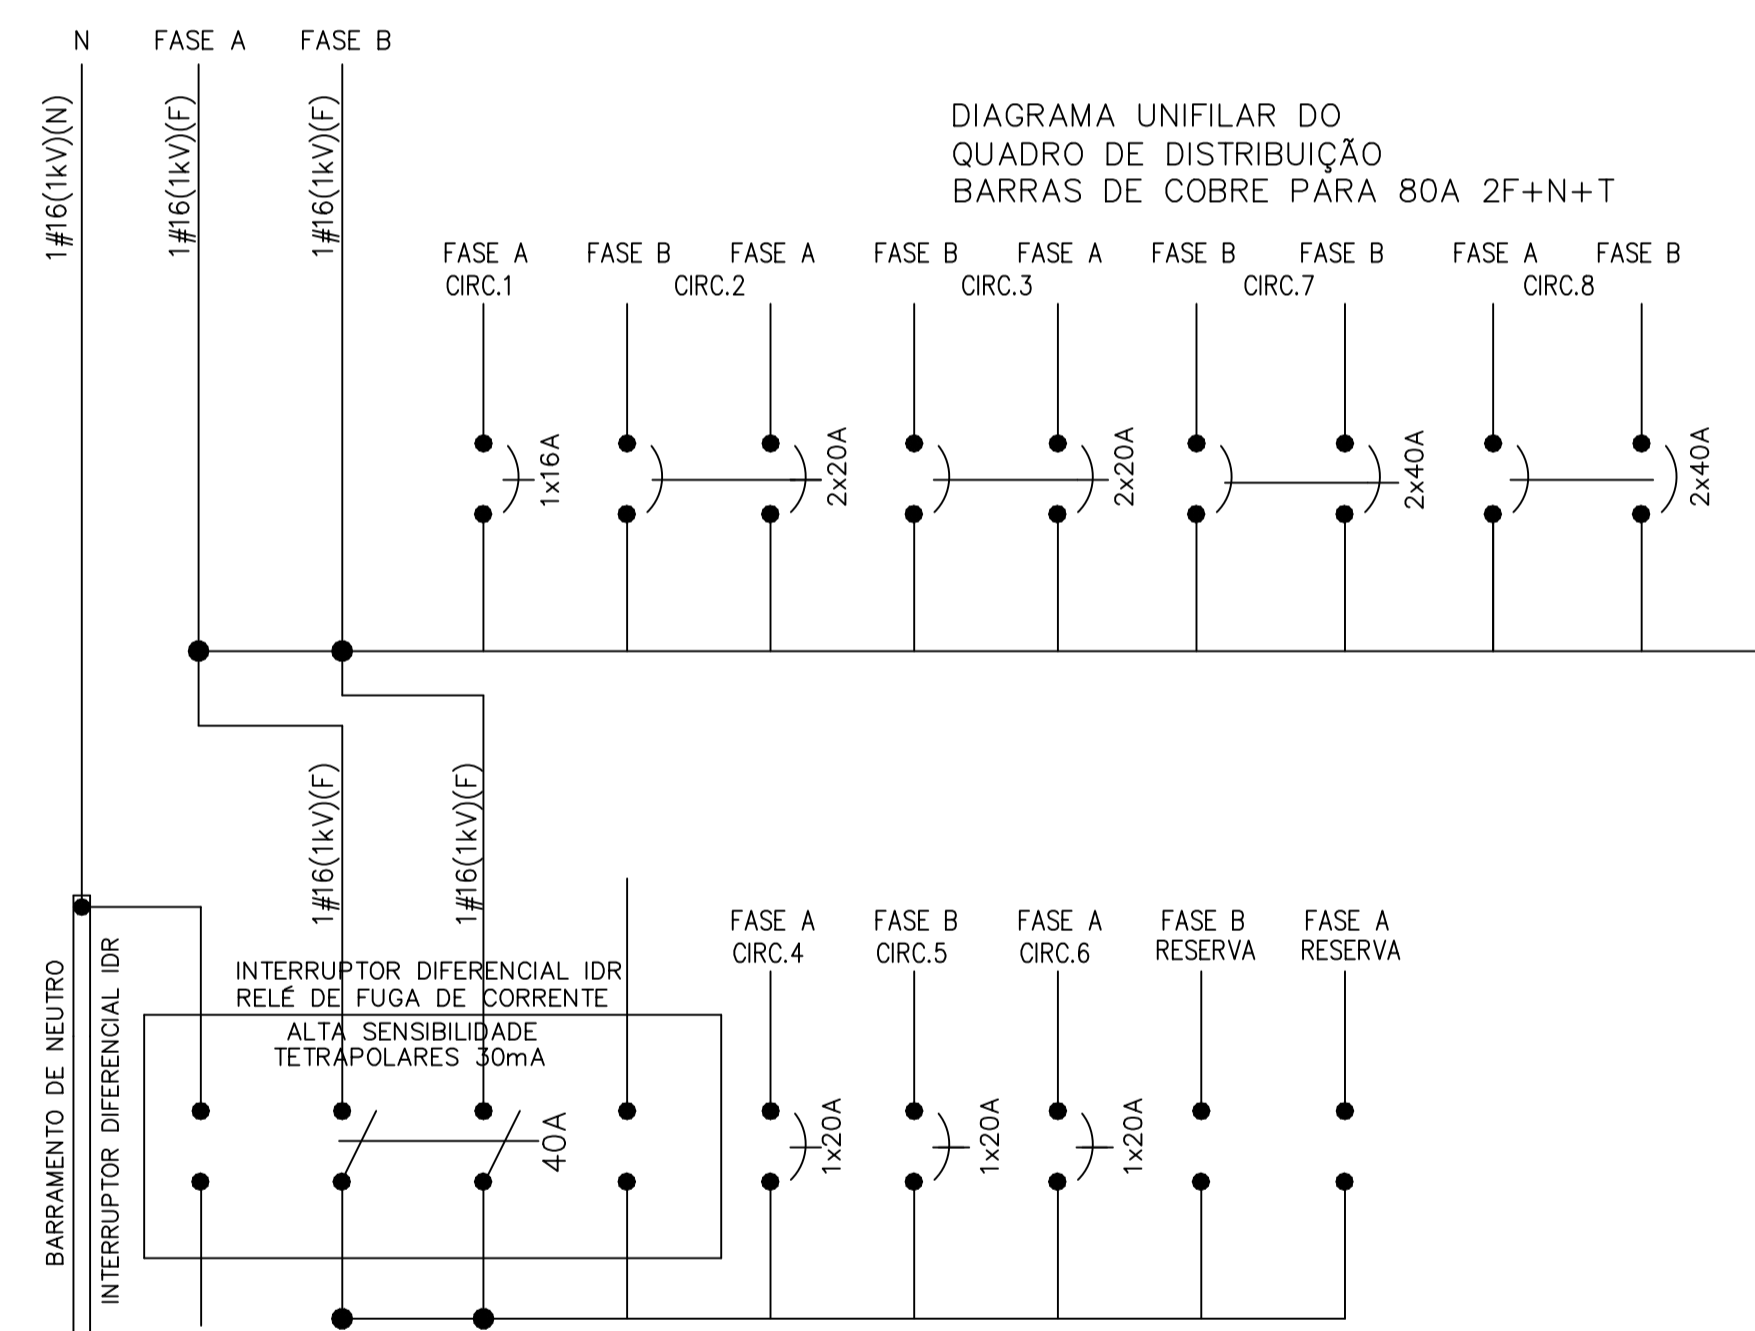 N FASE A FASE B
1#16(1kV)(N)
1#16(1kV)(F)
1#16(1kV)(F)
DIAGRAMA UNIFILAR DO
QUADRO DE DISTRIBUIÇÃO
BARRAS DE COBRE PARA 80A 2F+N+T
FASE A FASE B FASE A FASE B FASE A FASE B FASE B FASE A FASE B
CIRC.1 CIRC.2 CIRC.3 CIRC.7 CIRC.8
1x16A
2x20A
2x20A
2x40A
2x40A
1#16(1kV)(F)
1#16(1kV)(F)
FASE A FASE B FASE A FASE B FASE A
CIRC.4 CIRC.5 CIRC.6 RESERVA RESERVA
BARRAMENTO DE NEUTRO
INTERRUPTOR DIFERENCIAL IDR
INTERRUPTOR DIFERENCIAL IDR
RELÉ DE FUGA DE CORRENTE
ALTA SENSIBILIDADE
TETRAPOLARES 30mA
40A
1x20A
1x20A
1x20A